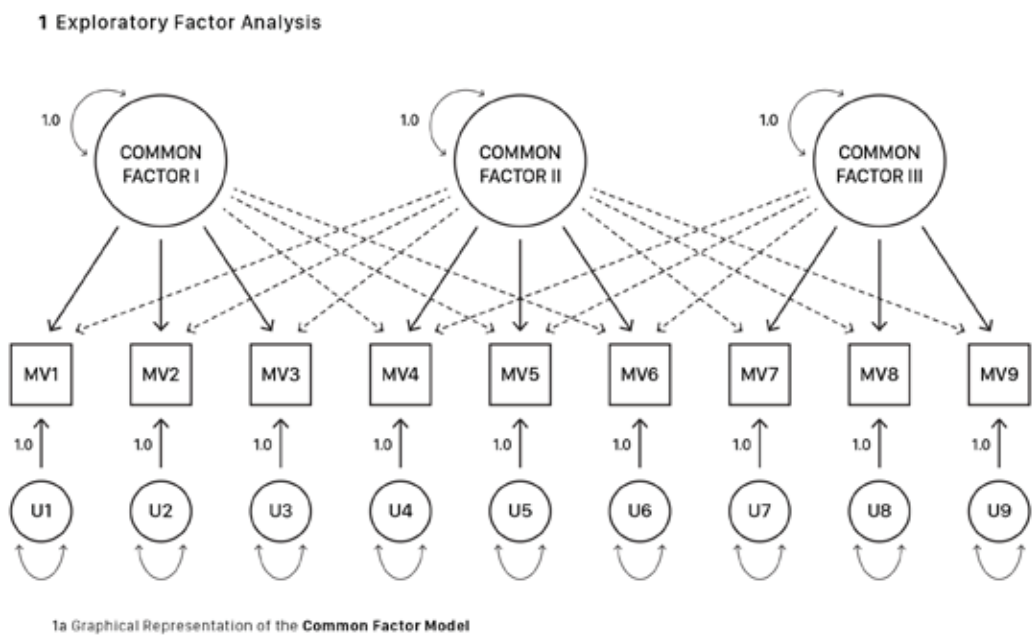 1 Exploratory Factor Analysis
1.0 1.0 1.0
COMMON FACTOR I
COMMON FACTOR II
COMMON FACTOR III
MV1 MV2 MV3 MV4 MV5 MV6 MV7 MV8 MV9
1.0 1.0 1.0 1.0 1.0 1.0 1.0 1.0 1.0
U1 U2 U3 U4 U5 U6 U7 U8 U9
1a Graphical Representation of the Common Factor Model